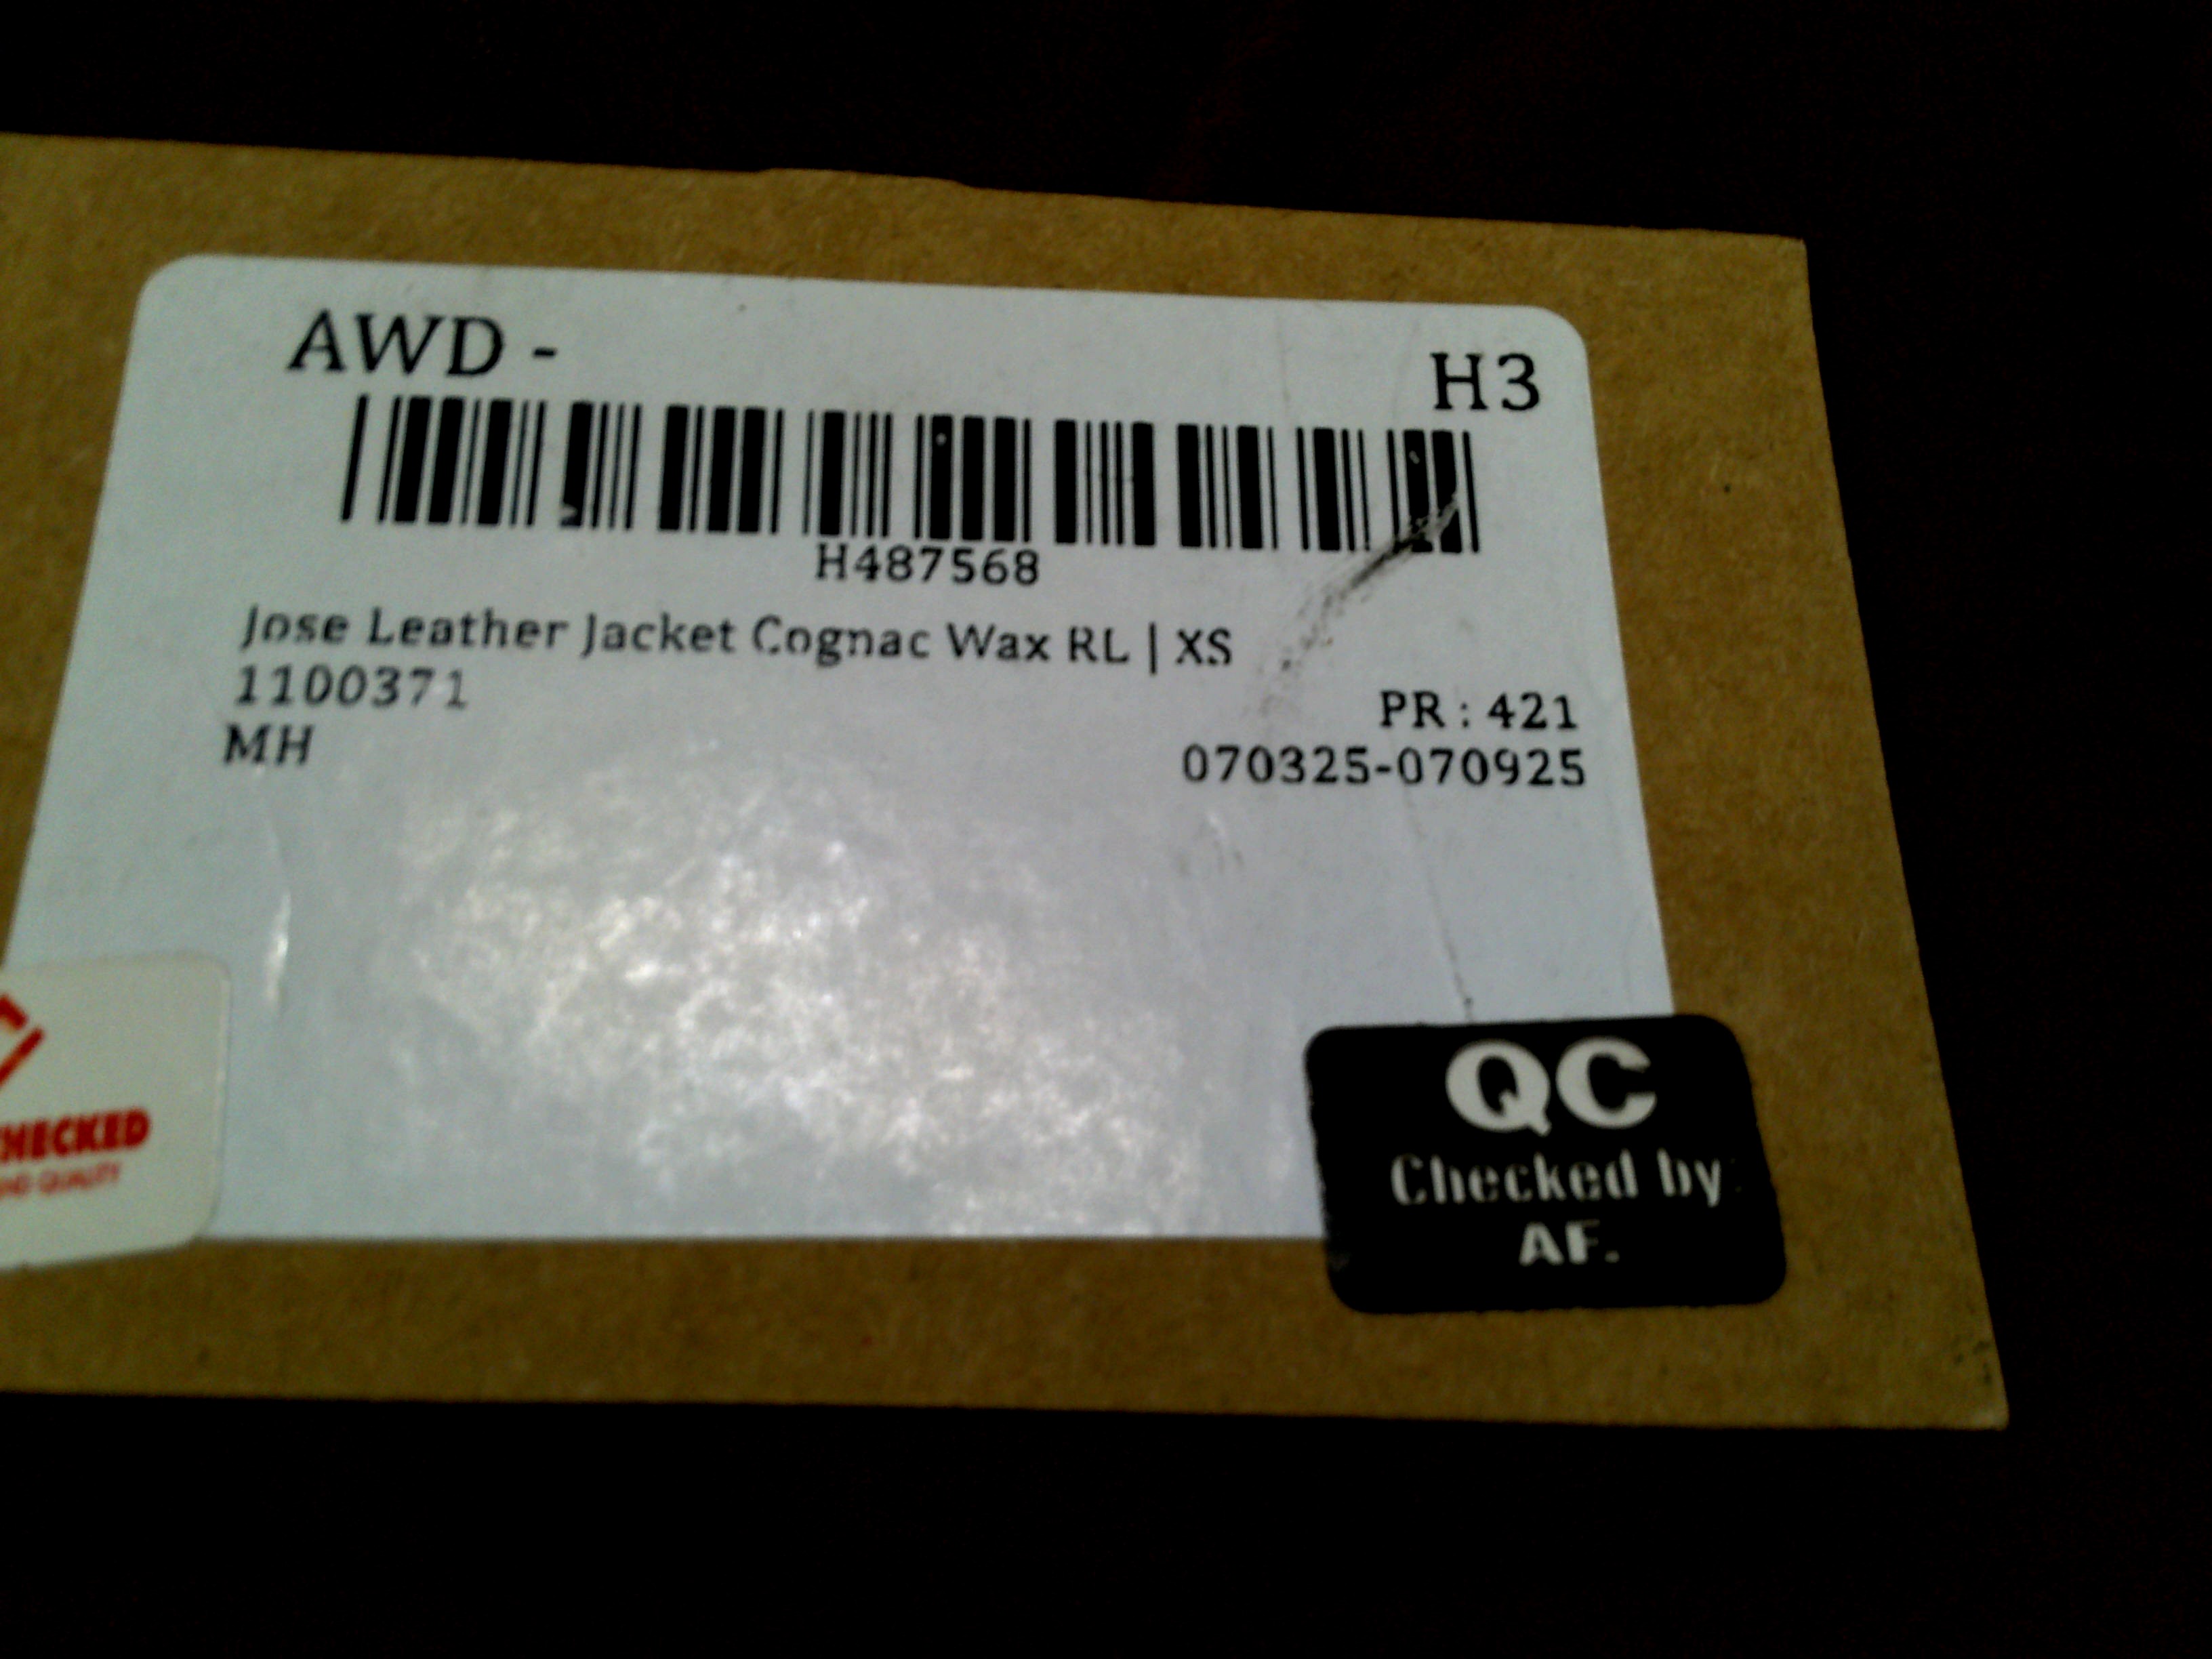 AWD - H3
H487568
Jose Leather Jacket Cognac Wax RL | XS
1100371
PR : 421
MH 070325-070925
HECKED
QUALITY
QC
Checked by
AF.